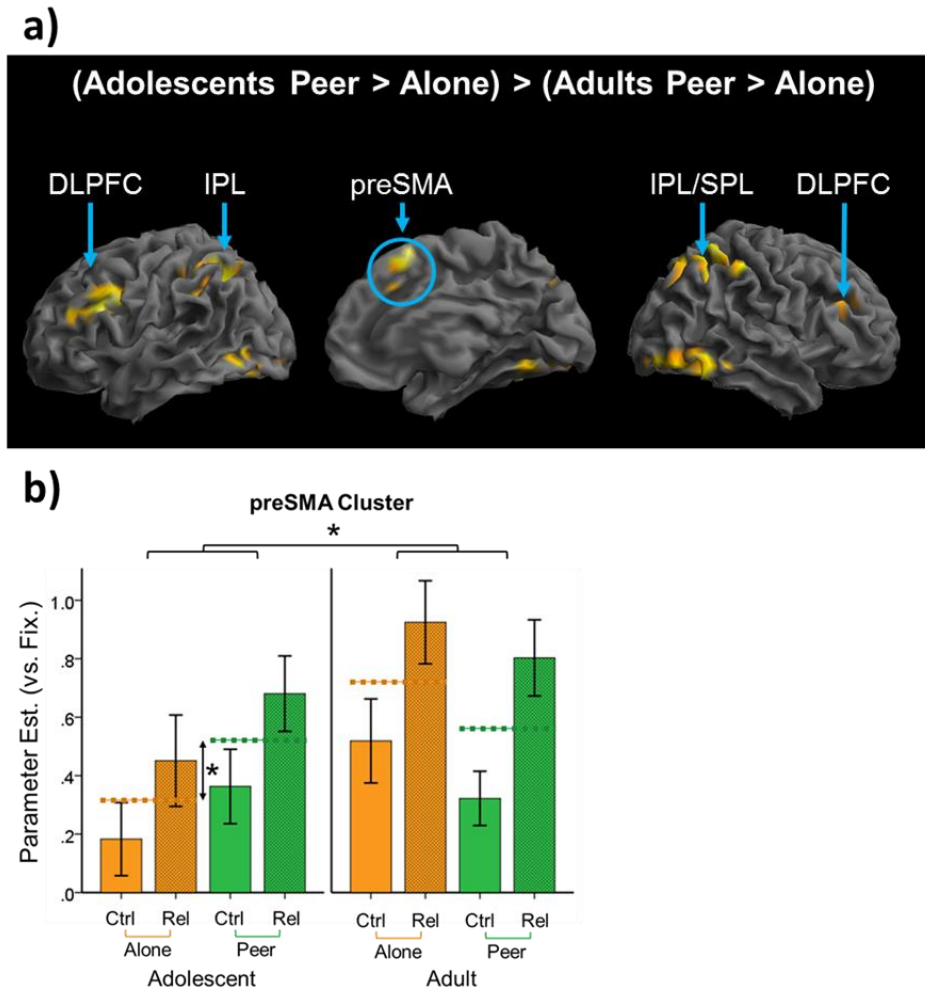 a)
(Adolescents Peer > Alone) > (Adults Peer > Alone)
DLPFC IPL preSMA IPL/SPL DLPFC
b)
preSMA Cluster
*
Parameter Est. (vs. Fix.)
1.0
.8
.6
.4
.2
.0
*
Ctrl Rel Ctrl Rel Ctrl Rel Ctrl Rel
Alone Peer Alone Peer
Adolescent Adult